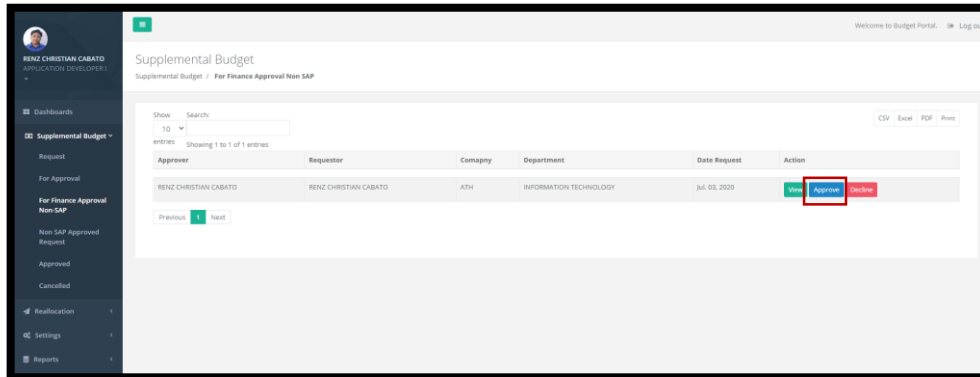 Welcome to Budget Portal.
Log ou
RENZ CHRISTIAN CABATO
APPLICATION DEVELOPER I
Supplemental Budget
Supplemental Budget / For Finance Approval Non SAP
Dashboards
Supplemental Budget
Request
For Approval
For Finance Approval
Non-SAP
Non SAP Approved
Request
Approved
Cancelled
Reallocation
Settings
Reports
Show Search:
10
entries Showing 1 to 1 of 1 entries
CSV Excel PDF Print
Approver Requestor Comapny Department Date Request Action
RENZ CHRISTIAN CABATO RENZ CHRISTIAN CABATO ATH INFORMATION TECHNOLOGY Jul. 03, 2020 View Approve Decline
Previous 1 Next